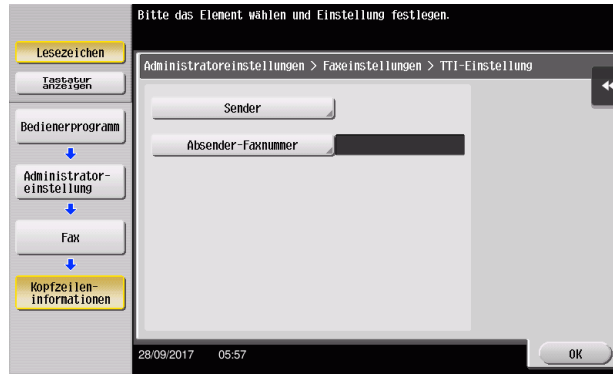 Bitte das Element wählen und Einstellung festlegen.
Lesezeichen
Tastatur
anzeigen
Bedienerprogramm
Administrator-
einstellung
Fax
Kopfzeilen-
informationen
Administratoreinstellungen > Faxeinstellungen > TTI-Einstellung
Sender
Absender-Faxnummer
28/09/2017 05:57
OK